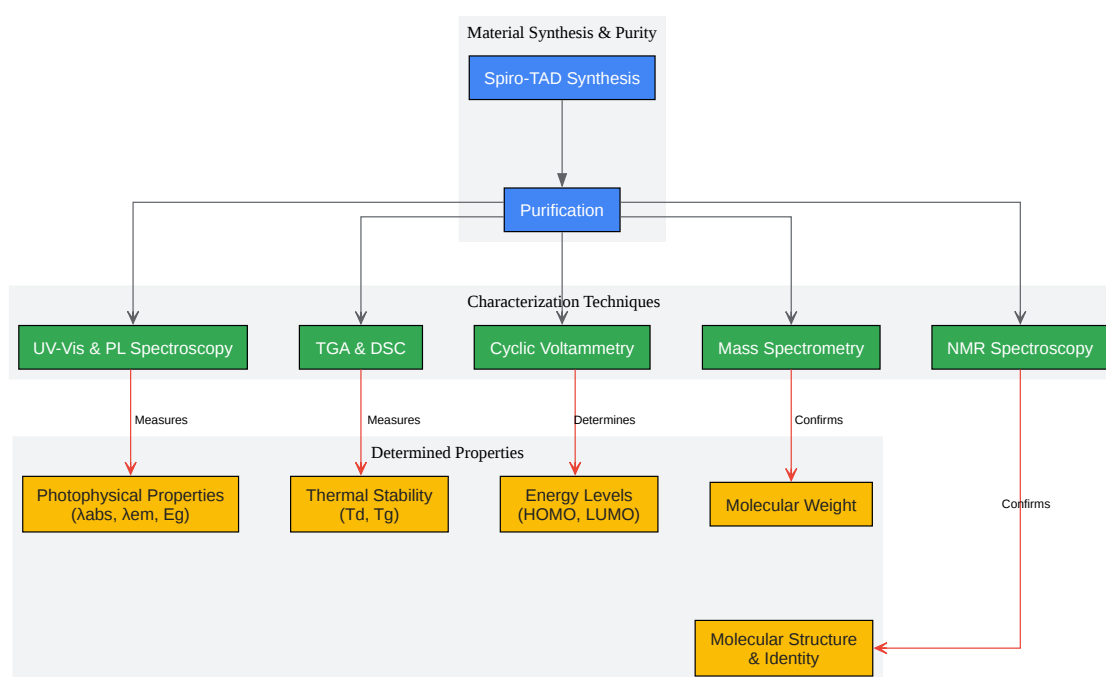 Material Synthesis & Purity
Spiro-TAD Synthesis
Purification
Characterization Techniques
UV-Vis & PL Spectroscopy
TGA & DSC
Cyclic Voltammetry
Mass Spectrometry
NMR Spectroscopy
Measures
Measures
Determines
Confirms
Determined Properties
Photophysical Properties
(λabs, λem, Eg)
Thermal Stability
(Td, Tg)
Energy Levels
(HOMO, LUMO)
Molecular Weight
Confirms
Molecular Structure
& Identity